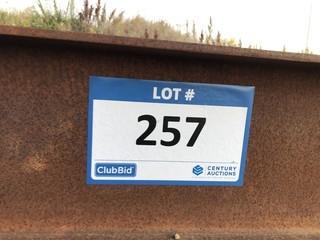 LOT #
257
ClubBid
CENTURY
AUCTIONS